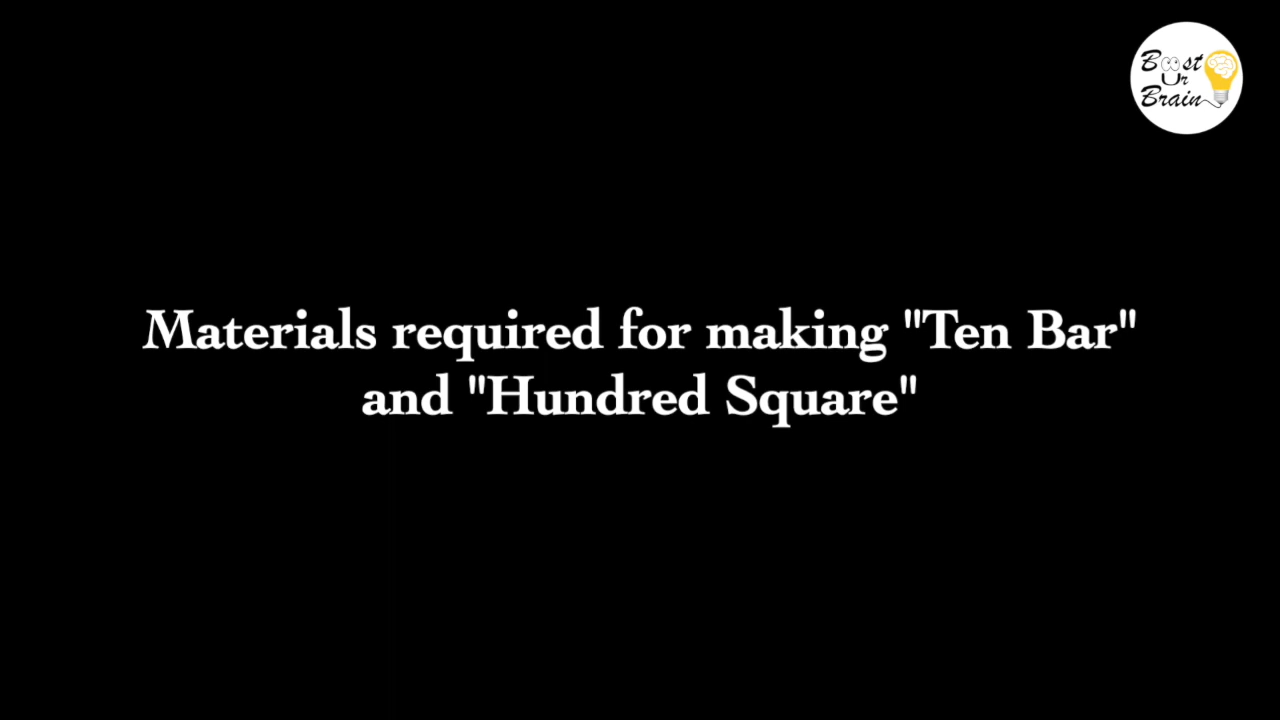 Boost
Ur
Brain
Materials required for making "Ten Bar"
and "Hundred Square"